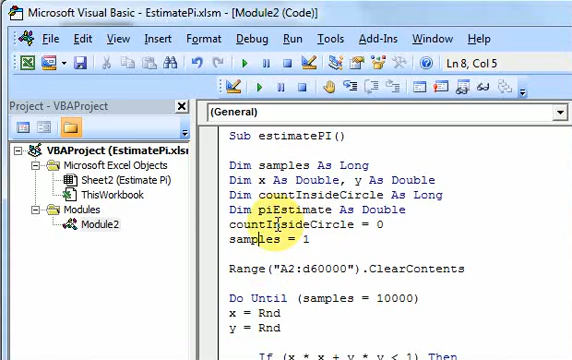 Microsoft Visual Basic - EstimatePi.xlsm - [Module2 (Code)]
File Edit View Insert Format Debug Run Tools Add-Ins Window Help
Ln 8, Col 5
Project - VBAProject
(General)
VBAProject (EstimatePi.xlsm
Microsoft Excel Objects
Sheet2 (Estimate Pi)
ThisWorkbook
Modules
Module2
Sub estimatePI()
Dim samples As Long
Dim x As Double, y As Double
Dim countInsideCircle As Long
Dim piEstimate As Double
countInsideCircle = 0
samples = 1
Range("A2:d60000").ClearContents
Do Until (samples = 10000)
x = Rnd
y = Rnd
If (x * x + y * y < 1) Then